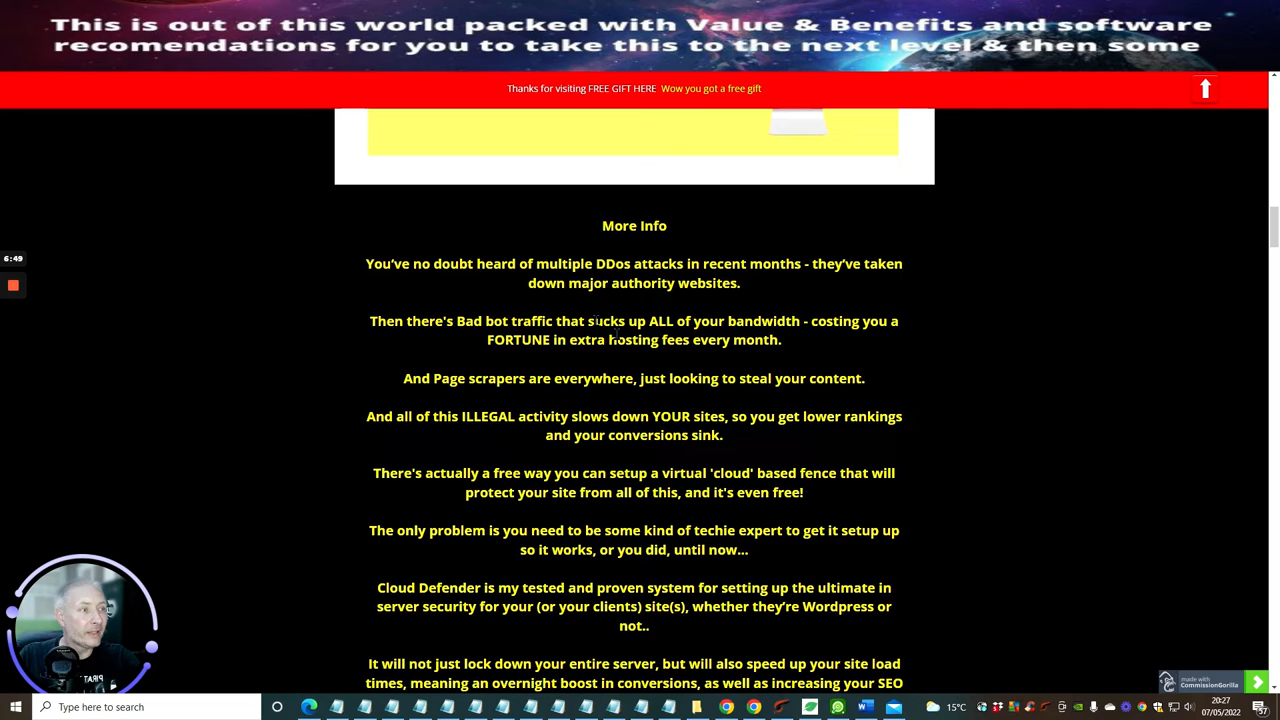 This is out of this world packed with Value & Benefits and software
recomendations for you to take this to the next level & then some
Thanks for visiting FREE GIFT HERE Wow you got a free gift
More Info
You’ve no doubt heard of multiple DDos attacks in recent months - they’ve taken
down major authority websites.
6:49
Then there's Bad bot traffic that sucks up ALL of your bandwidth - costing you a
FORTUNE in extra hosting fees every month.
And Page scrapers are everywhere, just looking to steal your content.
And all of this ILLEGAL activity slows down YOUR sites, so you get lower rankings
and your conversions sink.
There's actually a free way you can setup a virtual 'cloud' based fence that will
protect your site from all of this, and it's even free!
The only problem is you need to be some kind of techie expert to get it setup up
so it works, or you did, until now...
Cloud Defender is my tested and proven system for setting up the ultimate in
server security for your (or your clients) site(s), whether they’re Wordpress or
not..
It will not just lock down your entire server, but will also speed up your site load
times, meaning an overnight boost in conversions, as well as increasing your SEO
made with
CommissionGorilla
Type here to search
15°C
20:27
07/05/2022